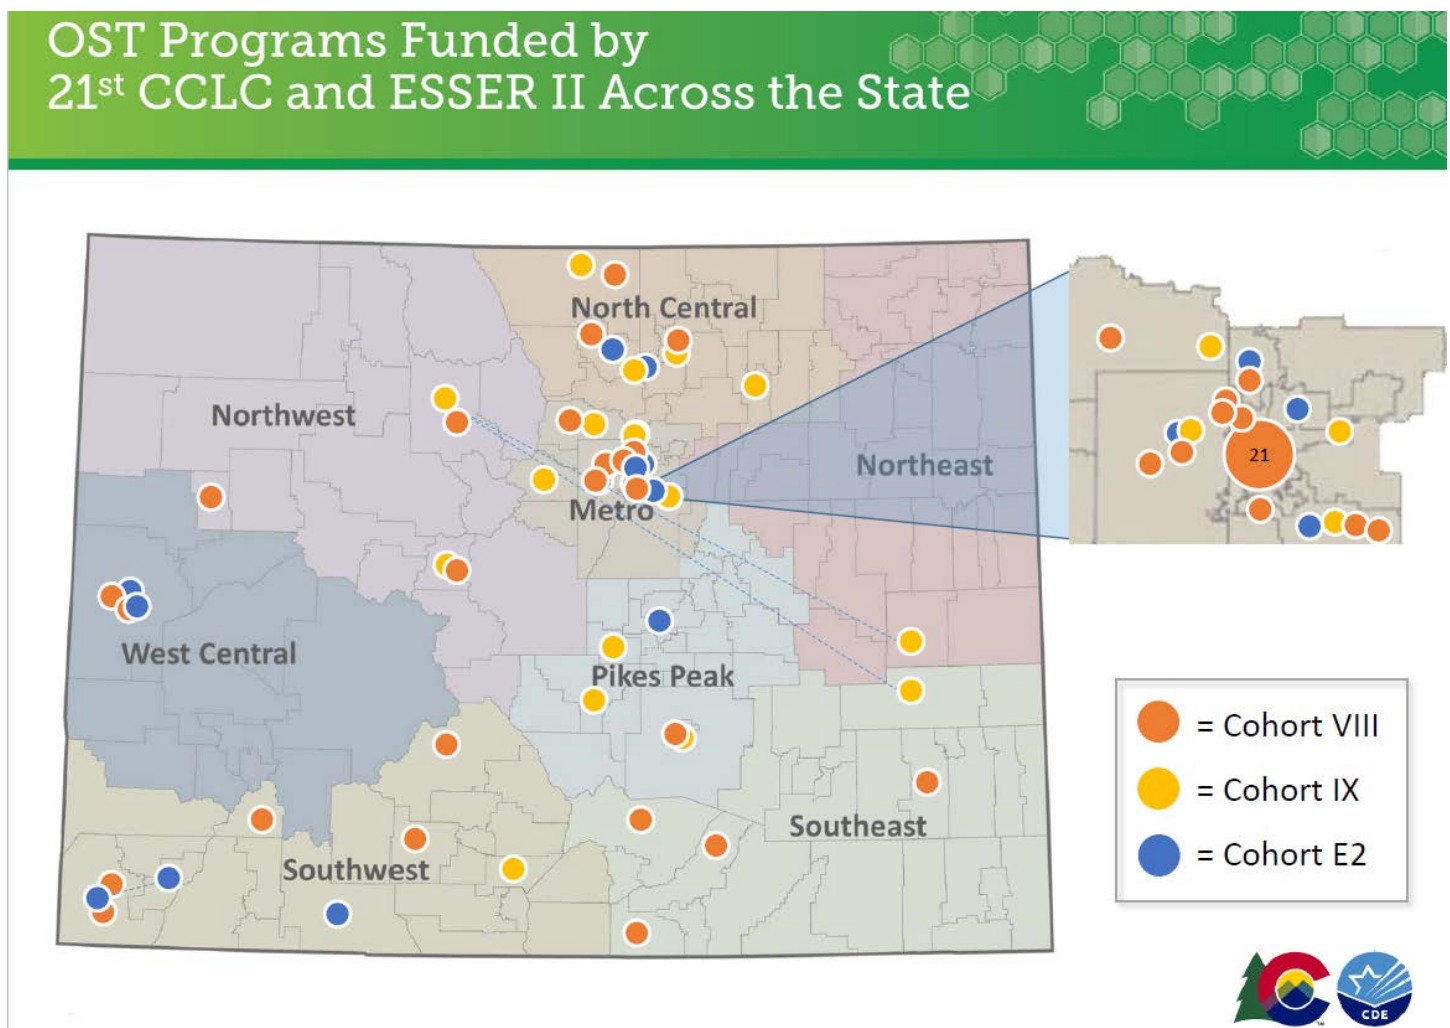 OST Programs Funded by
21st CCLC and ESSER II Across the State
North Central
Northwest
Northeast
Metro
West Central
Pikes Peak
Southeast
Southwest
21
= Cohort VIII
= Cohort IX
= Cohort E2
CDE